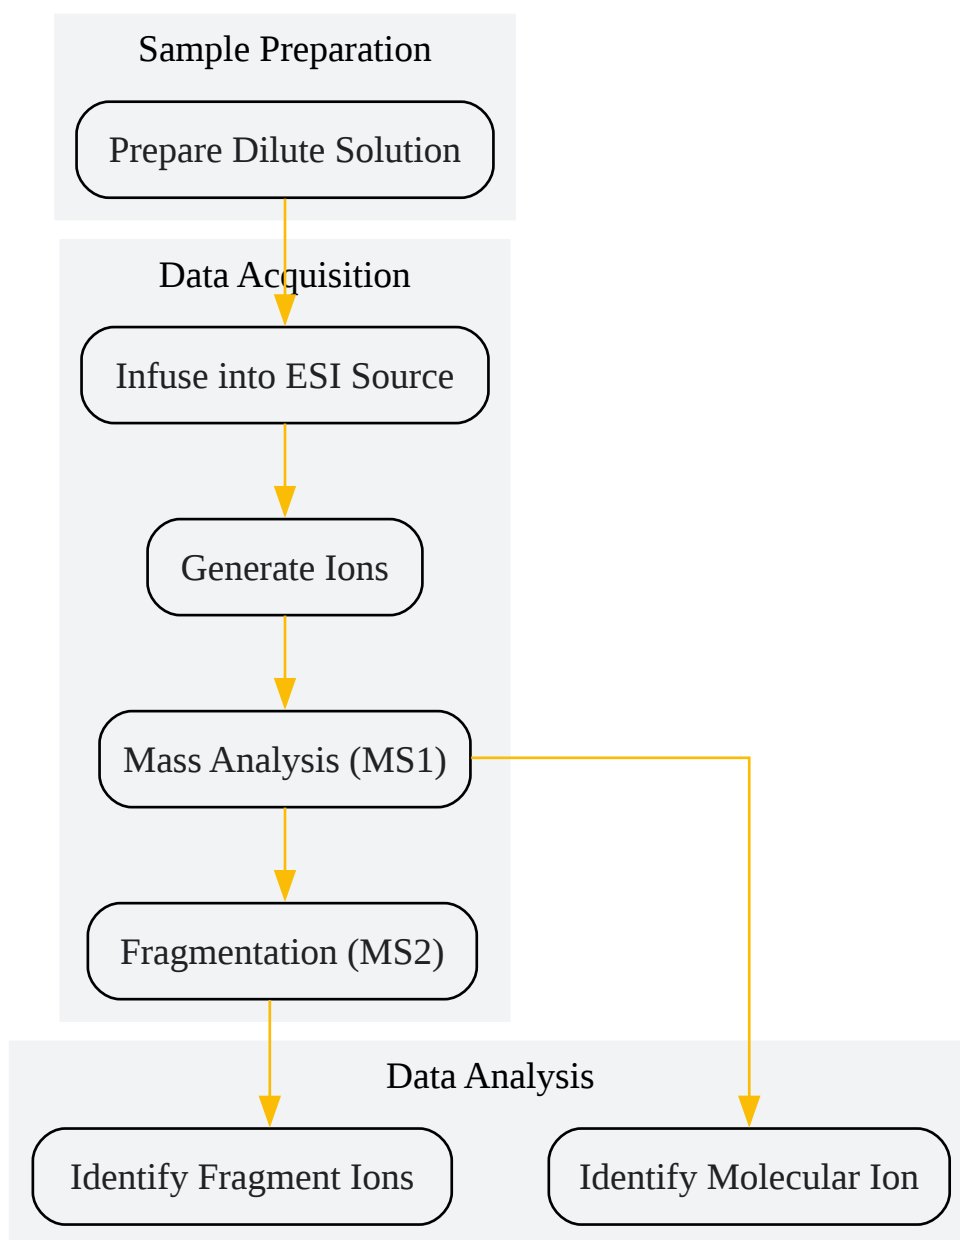 Sample Preparation
Prepare Dilute Solution
Data Acquisition
Infuse into ESI Source
Generate Ions
Mass Analysis (MS1)
Fragmentation (MS2)
Data Analysis
Identify Fragment Ions
Identify Molecular Ion